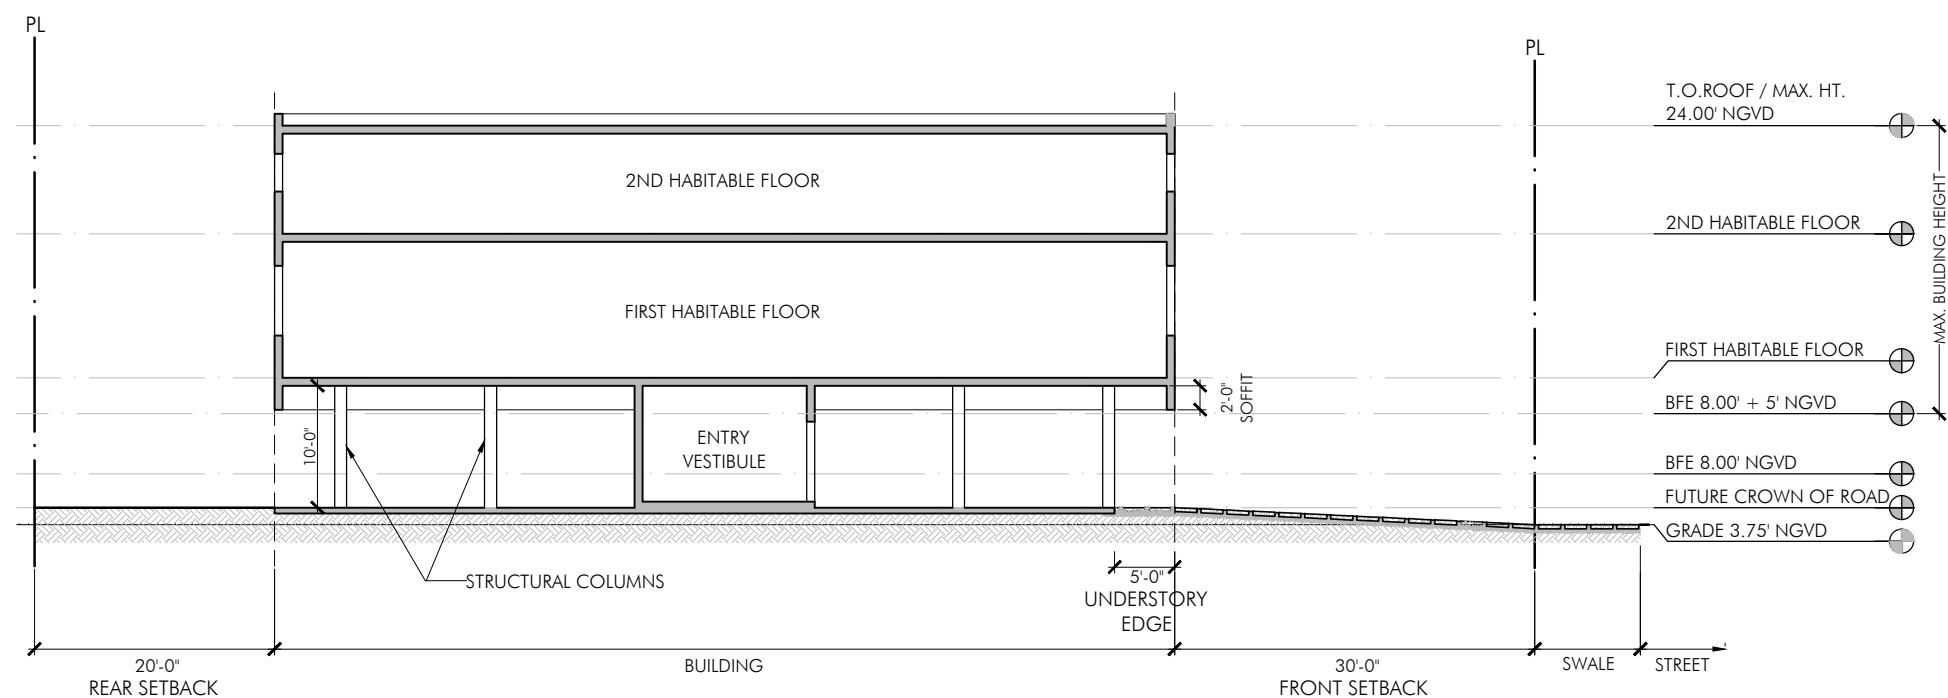 PL
PL
T.O.ROOF / MAX. HT.
24.00' NGVD
2ND HABITABLE FLOOR
2ND HABITABLE FLOOR
MAX. BUILDING HEIGHT
FIRST HABITABLE FLOOR
FIRST HABITABLE FLOOR
2'-0"
SOFFIT
BFE 8.00' + 5' NGVD
10'-0"
ENTRY
VESTIBULE
BFE 8.00' NGVD
FUTURE CROWN OF ROAD
GRADE 3.75' NGVD
STRUCTURAL COLUMNS
5'-0"
UNDERSTORY
EDGE
20'-0"
REAR SETBACK
BUILDING
30'-0"
FRONT SETBACK
SWALE
STREET